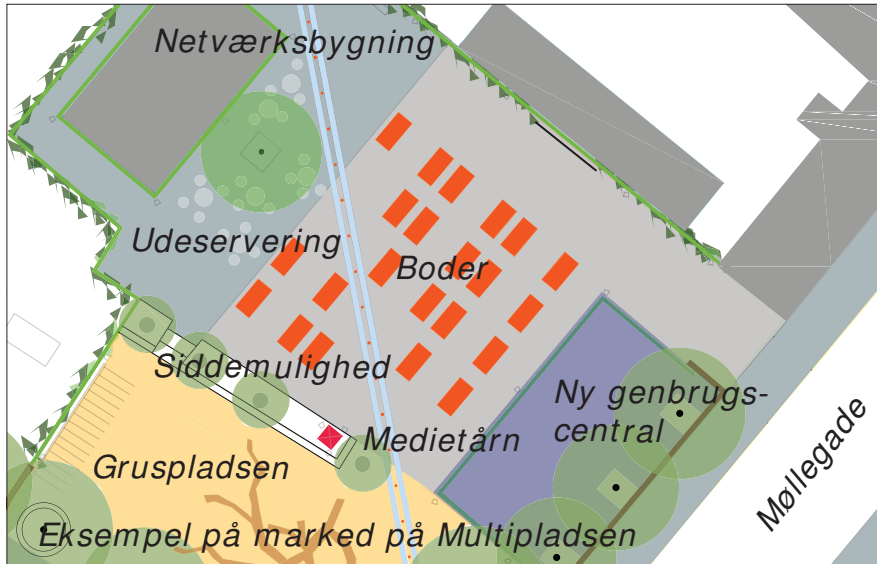 Netværksbygning
Udeservering
Boder
Siddemulighed
Ny genbrugs-
central
Medietårn
Gruspladsen
Møllegade
Eksempel på marked på Multipladsen